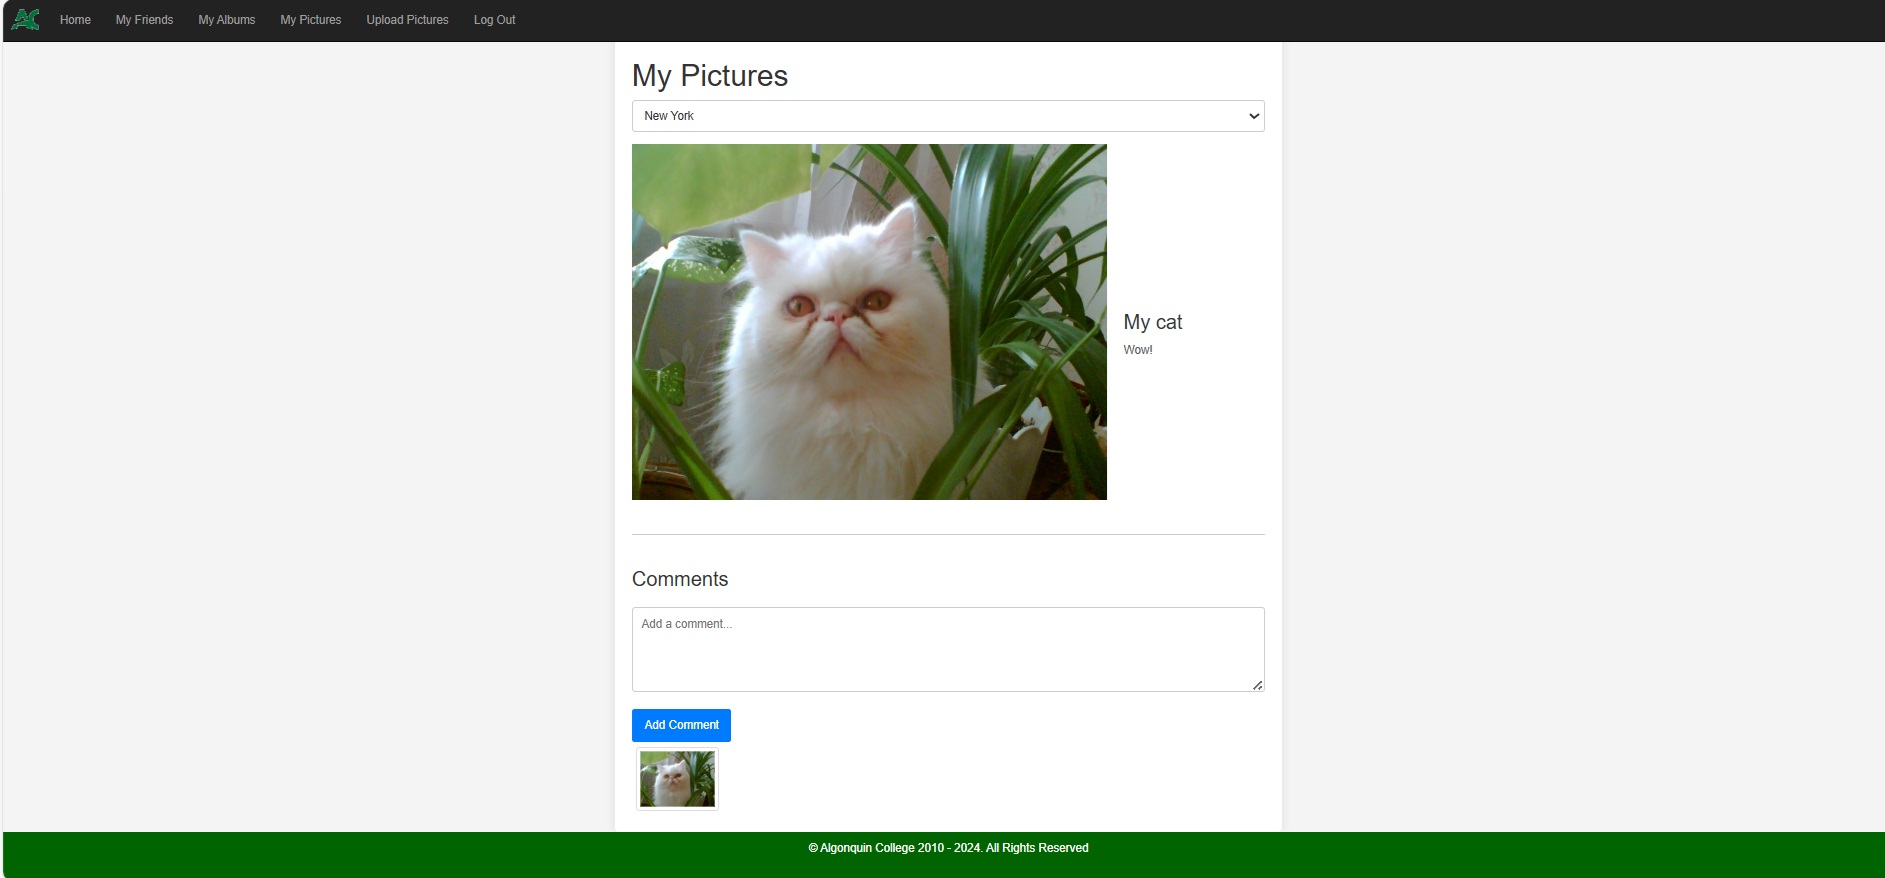 AC
Home My Friends My Albums My Pictures Upload Pictures Log Out
My Pictures
New York
My cat
Wow!
Comments
Add a comment...
Add Comment
© Algonquin College 2010 - 2024. All Rights Reserved